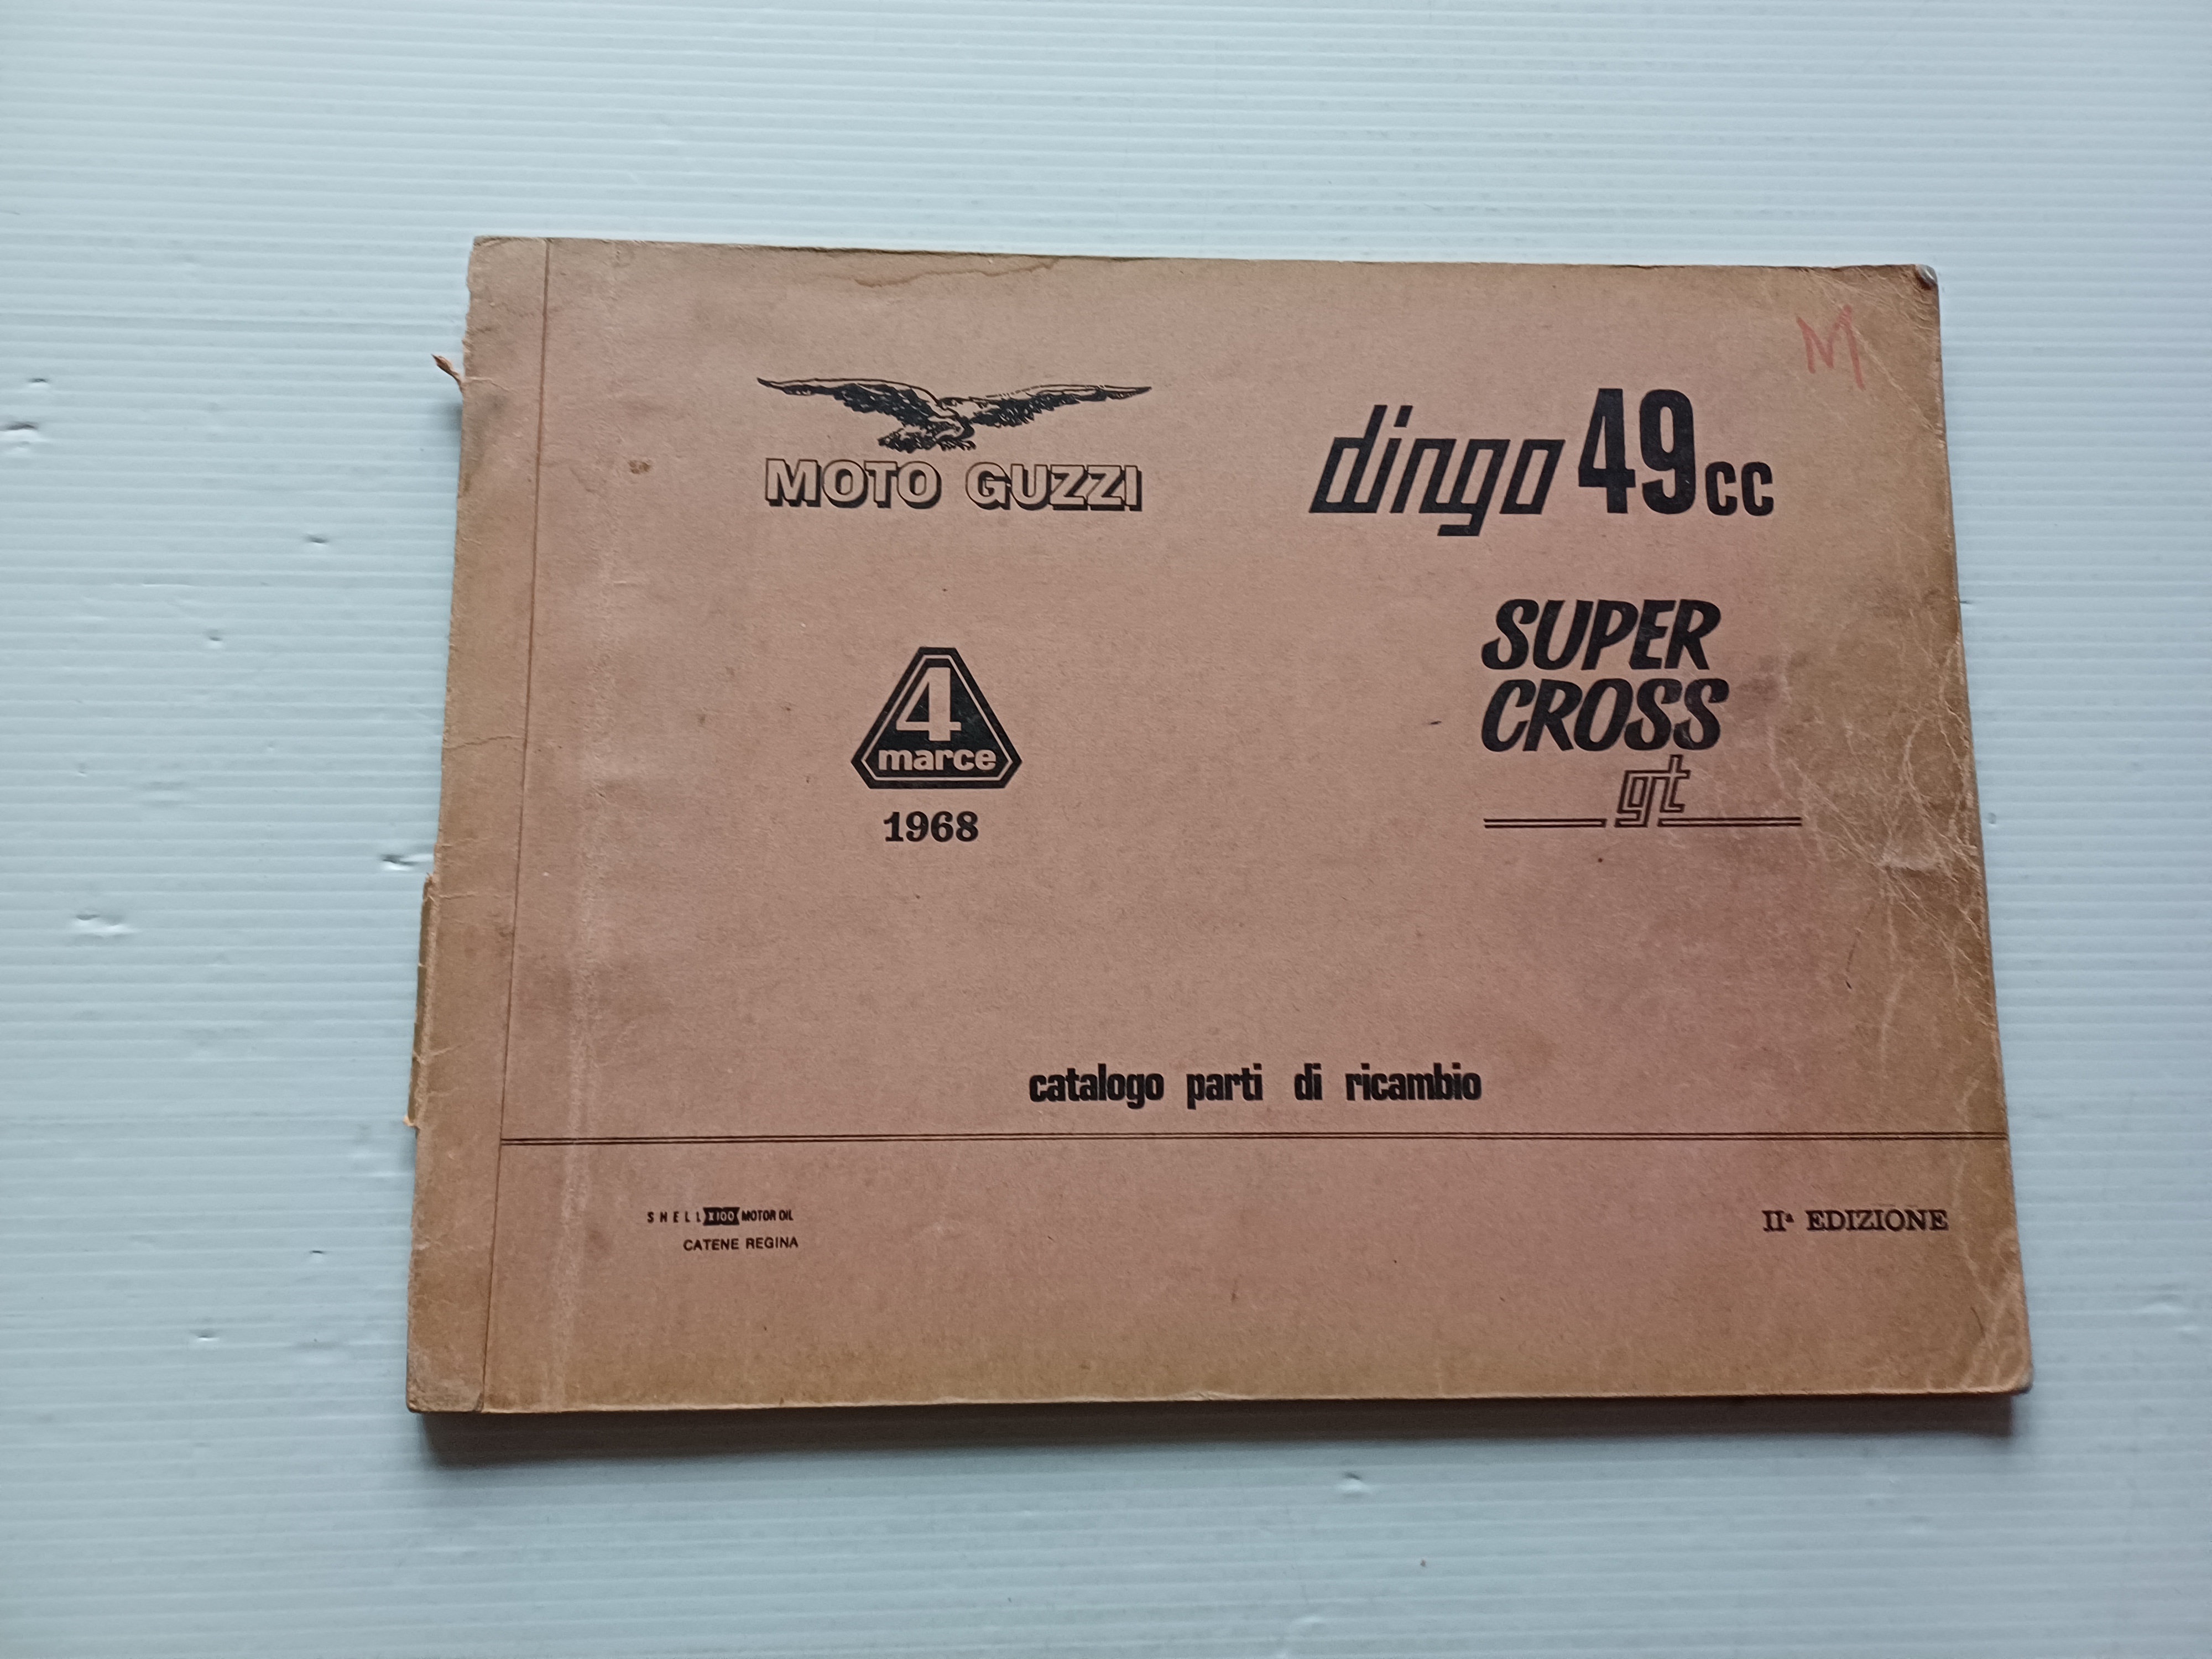 M
MOTO GUZZI
dingo 49cc
4
marce
1968
SUPER
CROSS
gt
catalogo parti di ricambio
SHELL X100 MOTOR OIL
CATENE REGINA
IIª EDIZIONE